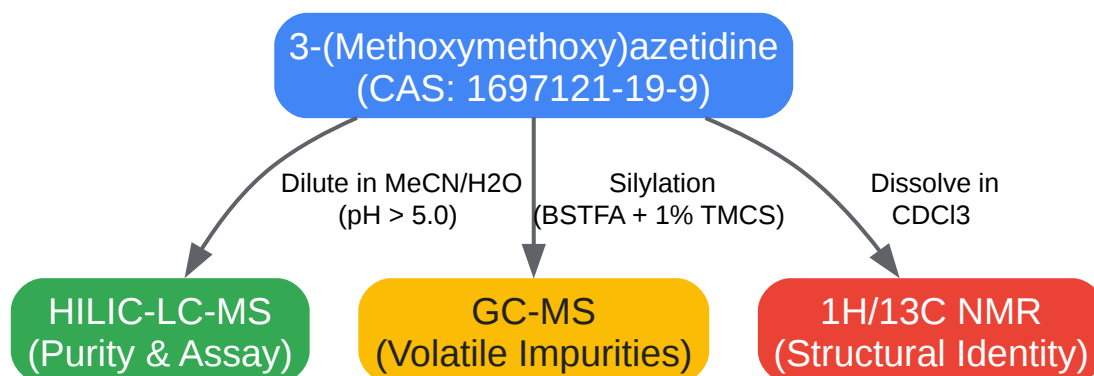 3-(Methoxymethoxy)azetidine
(CAS: 1697121-19-9)
Dilute in MeCN/H2O
(pH > 5.0)
Silylation
(BSTFA + 1% TMCS)
Dissolve in
CDCl3
HILIC-LC-MS
(Purity & Assay)
GC-MS
(Volatile Impurities)
1H/13C NMR
(Structural Identity)